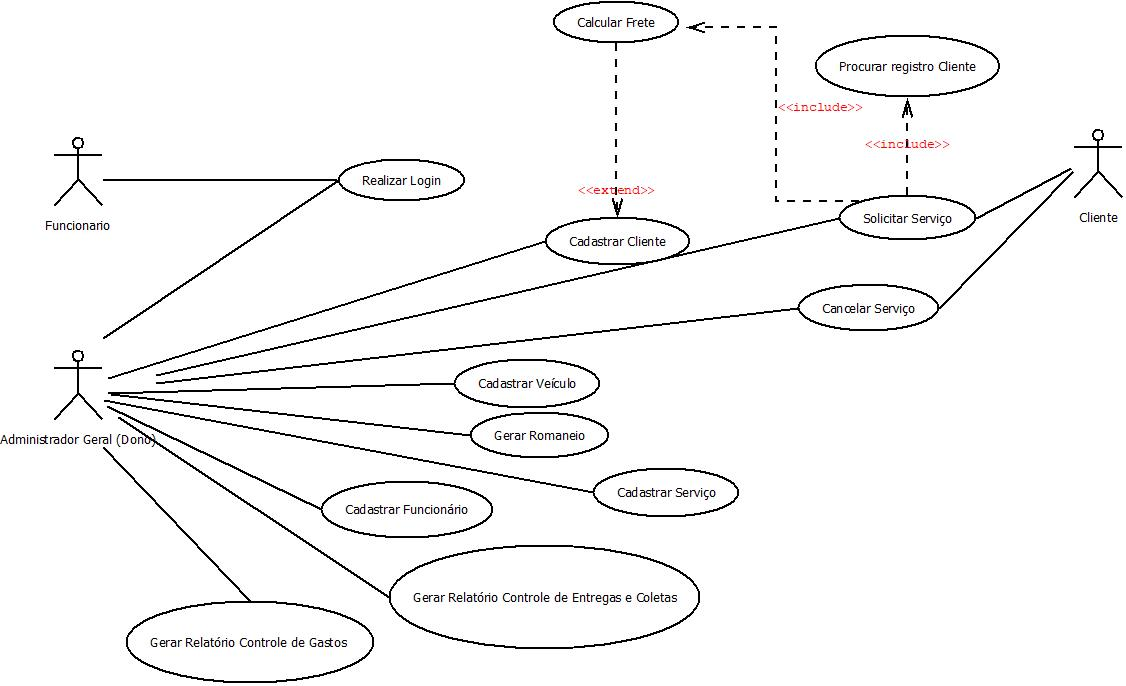 Calcular Frete
Procurar registro Cliente
<<include>>
<<include>>
Realizar Login
<<extend>>
Funcionario
Solicitar Serviço
Cliente
Cadastrar Cliente
Cancelar Serviço
Cadastrar Veículo
Gerar Romaneio
Administrador Geral (Dono)
Cadastrar Serviço
Cadastrar Funcionário
Gerar Relatório Controle de Entregas e Coletas
Gerar Relatório Controle de Gastos